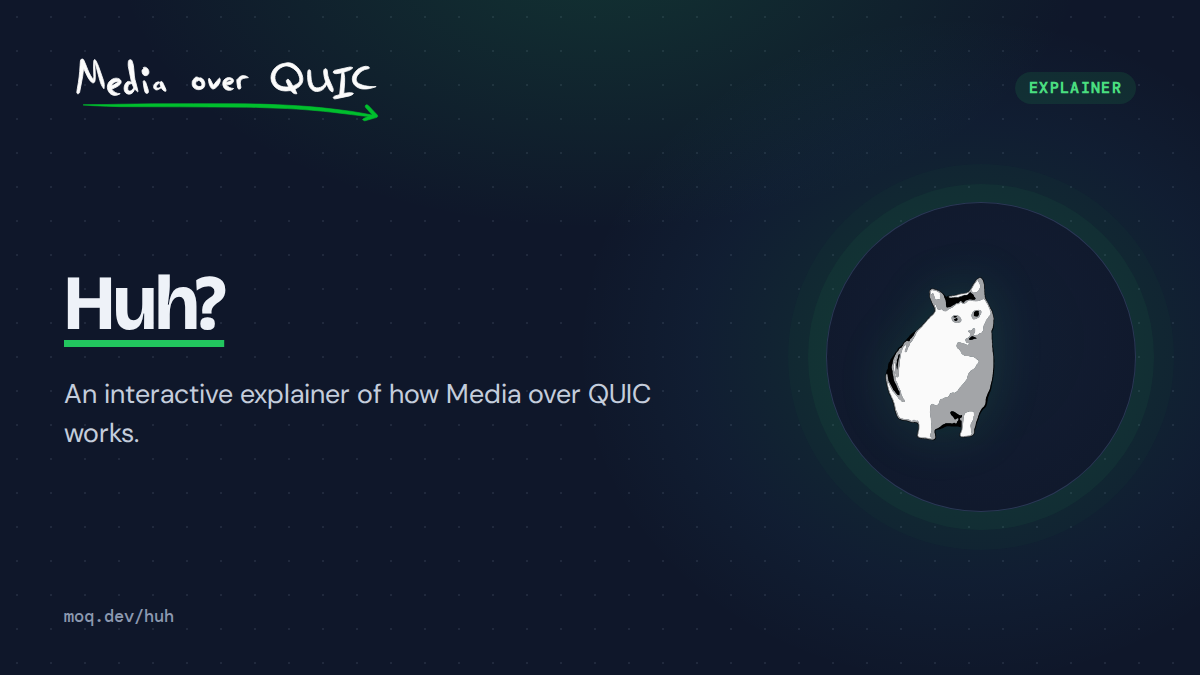 Media over QUIC
EXPLAINER
Huh?
An interactive explainer of how Media over QUIC
works.
moq.dev/huh